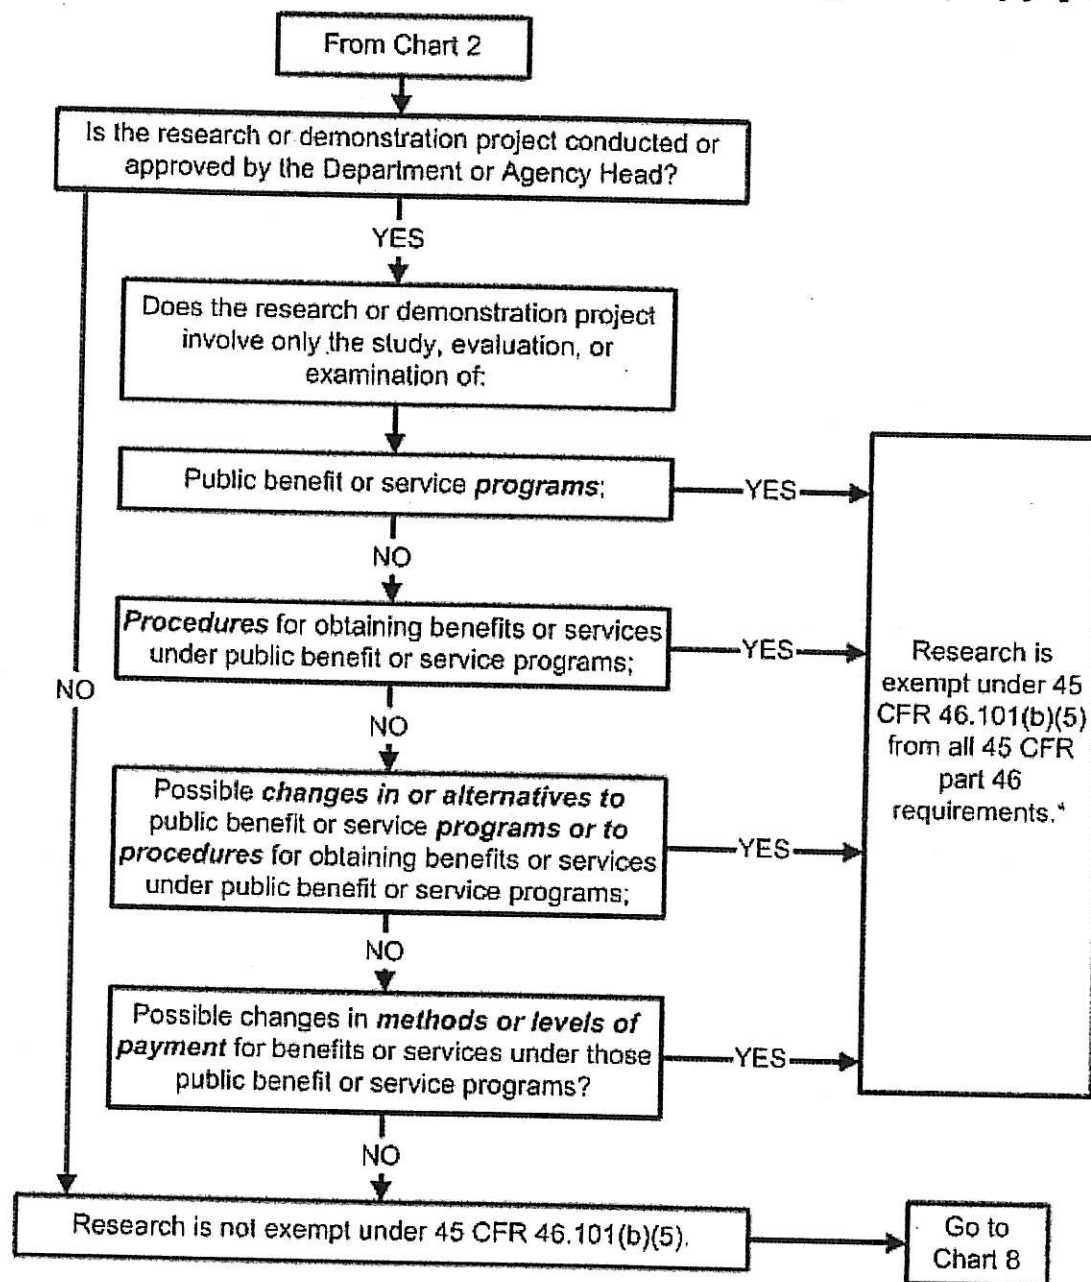 From Chart 2
Is the research or demonstration project conducted or
approved by the Department or Agency Head?
YES
Does the research or demonstration project
involve only the study, evaluation, or
examination of:
Public benefit or service programs;
YES
NO
Procedures for obtaining benefits or services
under public benefit or service programs;
YES
NO
NO
Possible changes in or alternatives to
public benefit or service programs or to
procedures for obtaining benefits or services
under public benefit or service programs;
YES
NO
Possible changes in methods or levels of
payment for benefits or services under those
public benefit or service programs?
YES
NO
Research is
exempt under 45
CFR 46.101(b)(5)
from all 45 CFR
part 46
requirements.*
Research is not exempt under 45 CFR 46.101(b)(5).
Go to
Chart 8